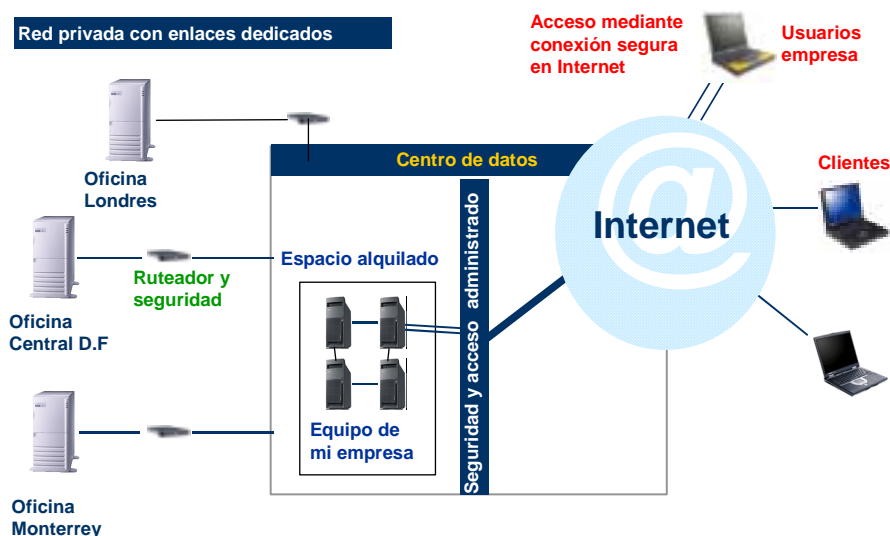 Red privada con enlaces dedicados
Acceso mediante
conexión segura
en Internet
Usuarios
empresa
Oficina
Londres
Centro de datos
Clientes
Internet
Espacio alquilado
Ruteador y
seguridad
Oficina
Central D.F
Seguridad y acceso administrado
Equipo de
mi empresa
Oficina
Monterrey